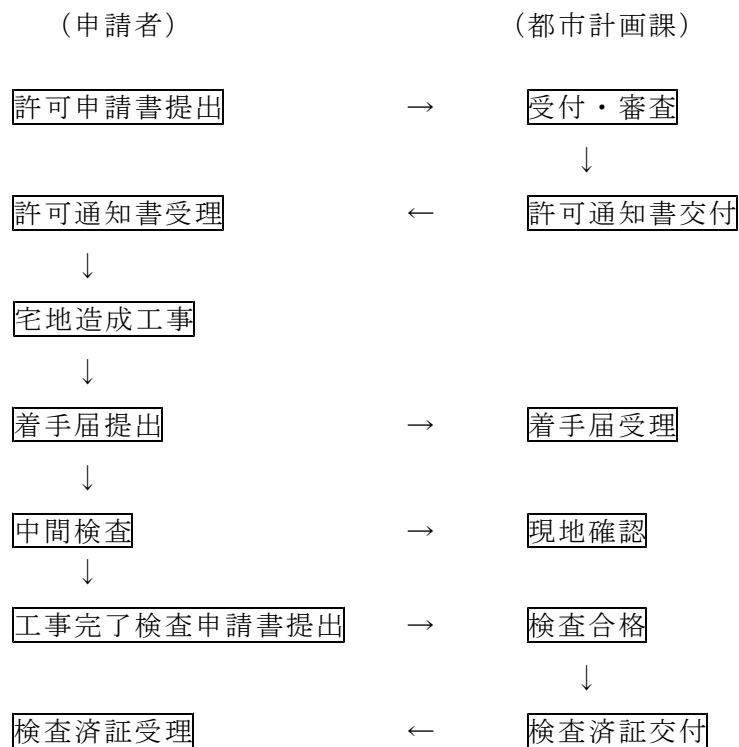 （申請者） （都市計画課）
許可申請書提出 → 受付・審査
↓
許可通知書受理 ← 許可通知書交付
↓
宅地造成工事
↓
着手届提出 → 着手届受理
↓
中間検査 → 現地確認
↓
工事完了検査申請書提出 → 検査合格
↓
検査済証受理 ← 検査済証交付